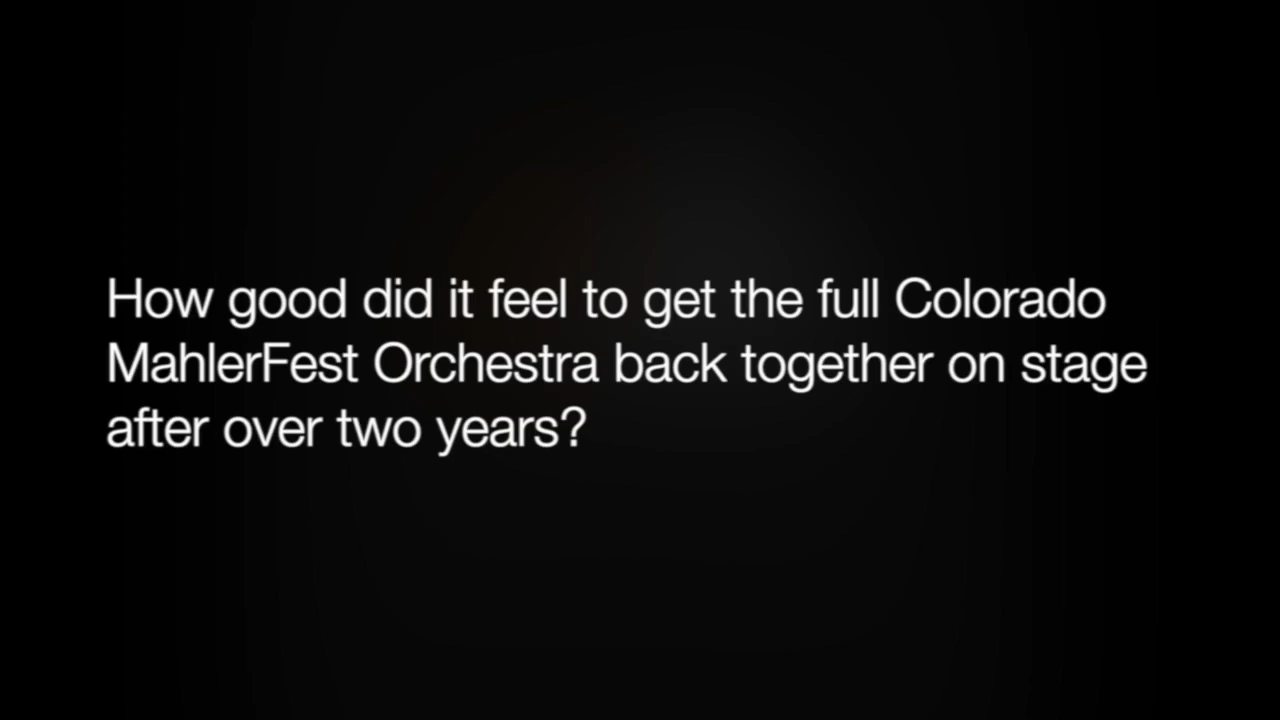 How good did it feel to get the full Colorado
MahlerFest Orchestra back together on stage
after over two years?